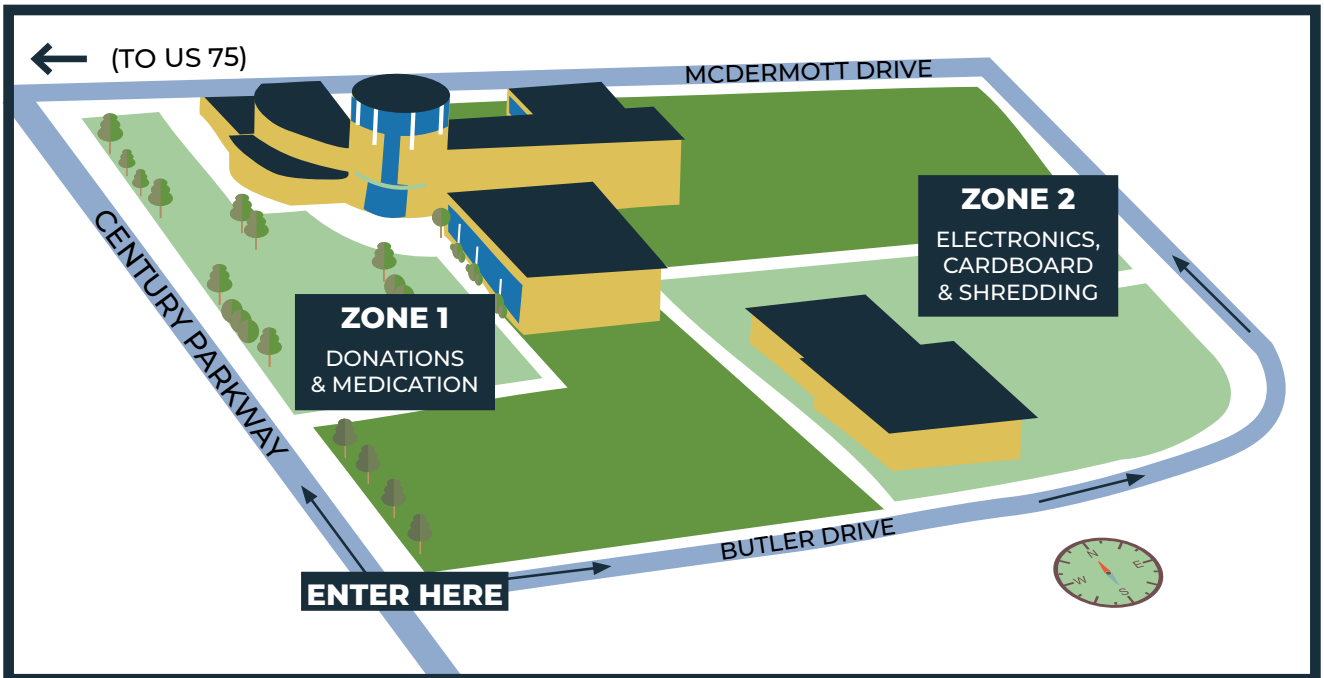 (TO US 75)
MCDERMOTT DRIVE
CENTURY PARKWAY
ZONE 2
ELECTRONICS,
CARDBOARD
& SHREDDING
ZONE 1
DONATIONS
& MEDICATION
BUTLER DRIVE
ENTER HERE
N
E
W
S